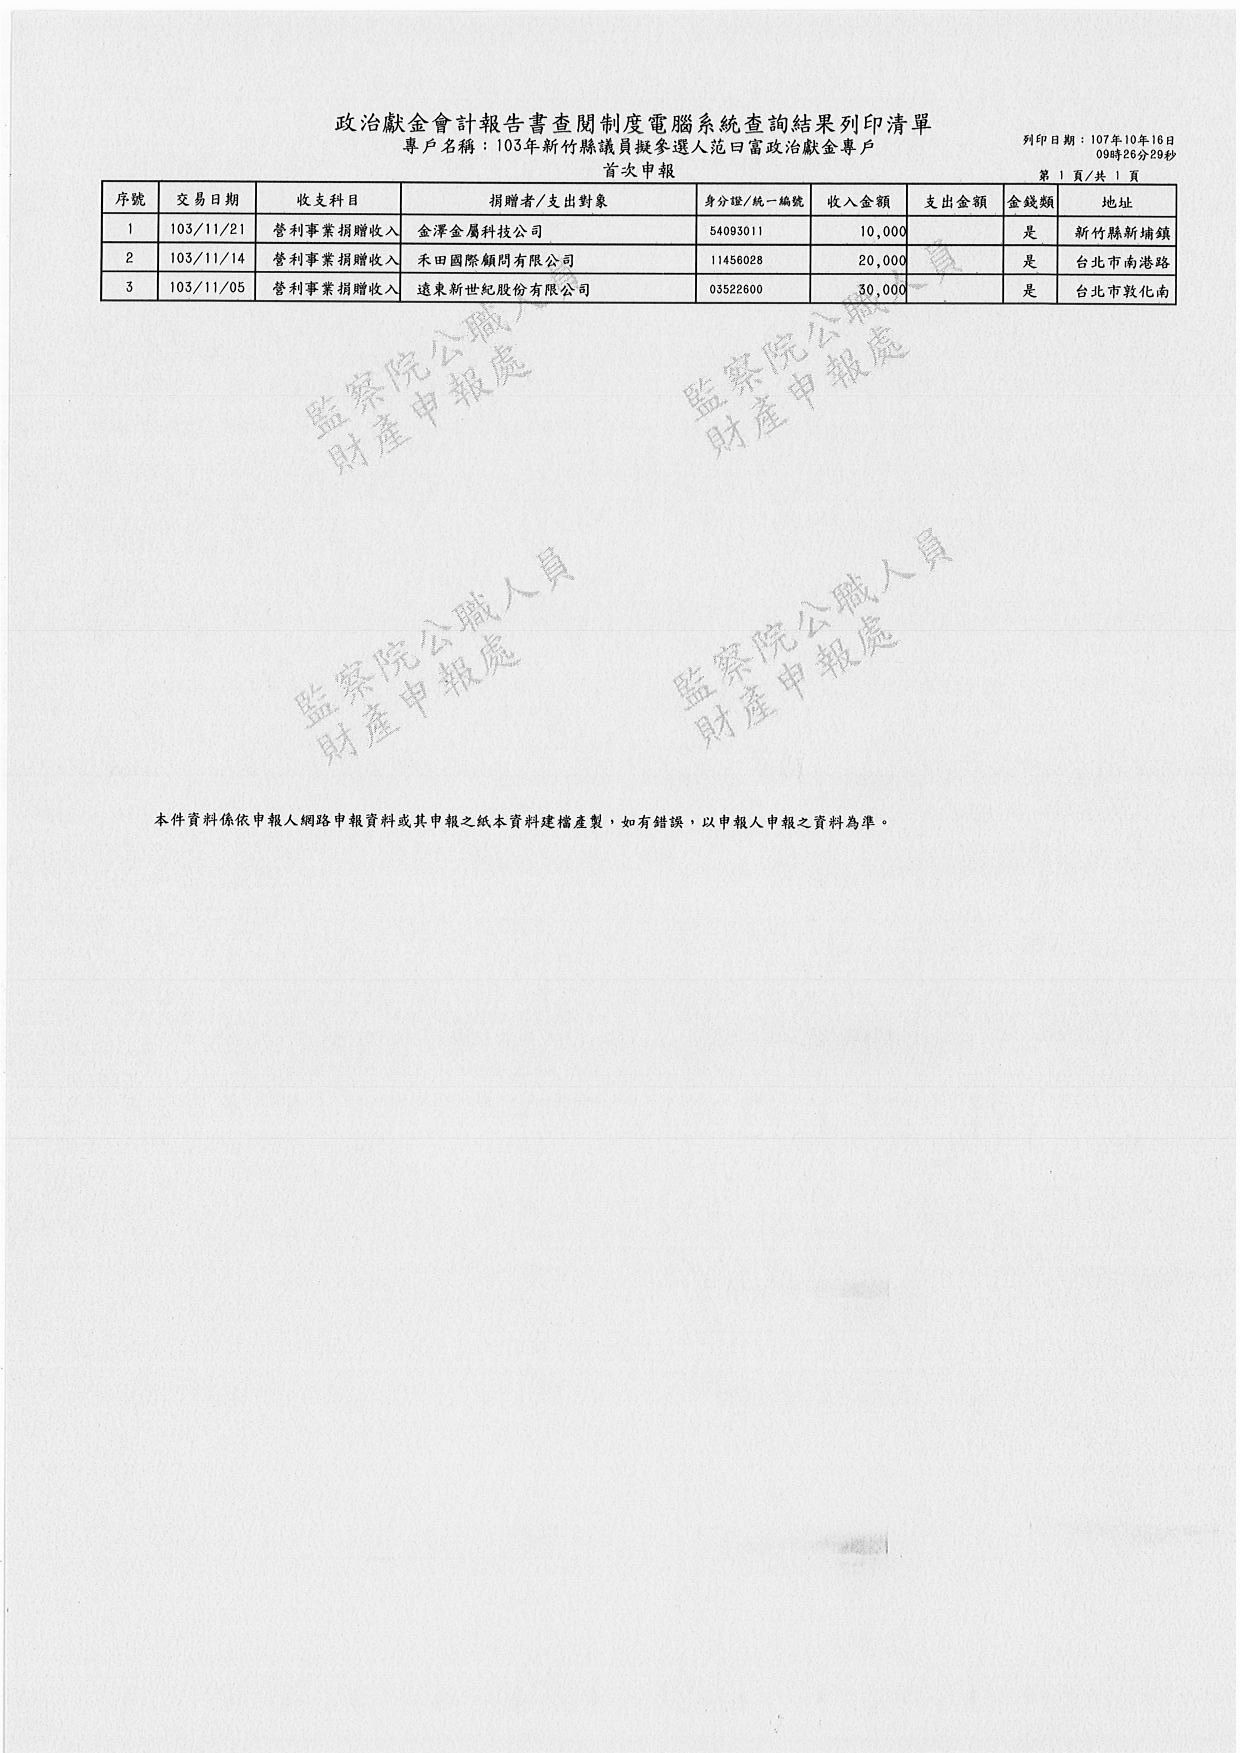 政治獻金會計報告書查閱制度電腦系統查詢結果列印清單
專戶名稱：103年新竹縣議員擬參選人范日富政治獻金專戶
列印日期：107年10年16日
09時26分29秒
首次申報
第 1 頁/共 1 頁
序號 交易日期 收支科目 捐贈者/支出對象 身分證/統一編號 收入金額 支出金額 金錢類 地址
1 103/11/21 營利事業捐贈收入 金澤金屬科技公司 54093011 10,000 是 新竹縣新埔鎮
2 103/11/14 營利事業捐贈收入 禾田國際顧問有限公司 11456028 20,000 是 台北市南港路
3 103/11/05 營利事業捐贈收入 遠東新世紀股份有限公司 03522600 30,000 是 台北市敦化南
監察院公職人員
財產申報處
監察院公職人員
財產申報處
監察院公職人員
財產申報處
監察院公職人員
財產申報處
本件資料係依申報人網路申報資料或其申報之紙本資料建檔產製，如有錯誤，以申報人申報之資料為準。